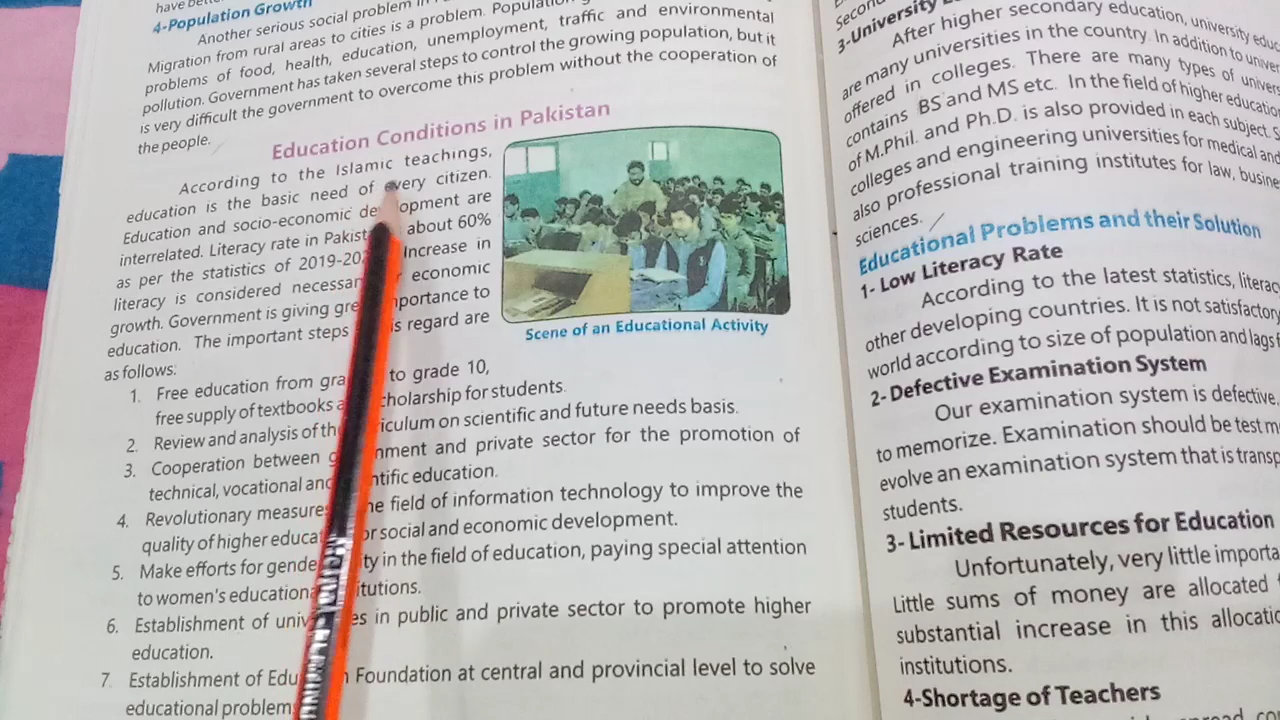 have
4-Population Growth
Another serious social problem in
Migration from rural areas to cities is a problem.
problems of food, health, education, unemployment, traffic and environmental
pollution. Government has taken several steps to control the growing population, but it
is very difficult the government to overcome this problem without the cooperation of
the people.
Education Conditions in Pakistan
According to the Islamic teachings,
education is the basic need of every citizen.
Education and socio-economic de opment are
interrelated. Literacy rate in Pakist about 60%
as per the statistics of 2019-20 Increase in
literacy is considered necessar economic
growth. Government is giving gre portance to
education. The important steps is regard are
as follows:
Scene of an Educational Activity
1. Free education from gra to grade 10,
free supply of textbooks a cholarship for students.
2. Review and analysis of th iculum on scientific and future needs basis.
3. Cooperation between g nment and private sector for the promotion of
technical, vocational and ntific education.
4. Revolutionary measures he field of information technology to improve the
quality of higher educa or social and economic development.
5. Make efforts for gende ty in the field of education, paying special attention
to women's education titutions.
6. Establishment of univ es in public and private sector to promote higher
education.
7. Establishment of Edu n Foundation at central and provincial level to solve
educational problem
3-University
After higher secondary education, university educ
are many universities in the country. In addition to univer
offered in colleges. There are many types of univers
contains BS and MS etc. In the field of higher educatio
of M.Phil. and Ph.D. is also provided in each subject. S
colleges and engineering universities for medical and
also professional training institutes for law, busine
sciences.
Educational Problems and their Solution
1- Low Literacy Rate
According to the latest statistics, literac
other developing countries. It is not satisfactory
world according to size of population and lags f
2- Defective Examination System
Our examination system is defective.
to memorize. Examination should be test m
evolve an examination system that is transp
students.
3- Limited Resources for Education
Unfortunately, very little importa
Little sums of money are allocated f
substantial increase in this allocatio
institutions.
4-Shortage of Teachers